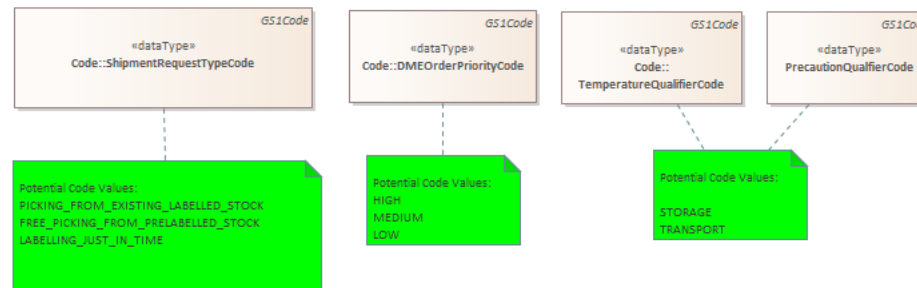 GS1Code
«dataType»
Code::ShipmentRequestTypeCode
GS1Code
«dataType»
Code::DMEOrderPriorityCode
GS1Code
«dataType»
Code::
TemperatureQualifierCode
GS1Cod
«dataType»
PrecautionQualfierCode
Potential Code Values:
PICKING_FROM_EXISTING_LABELLED_STOCK
FREE_PICKING_FROM_PRELABELLED_STOCK
LABELLING_JUST_IN_TIME
Potential Code Values:
HIGH
MEDIUM
LOW
Potential Code Values:
STORAGE
TRANSPORT